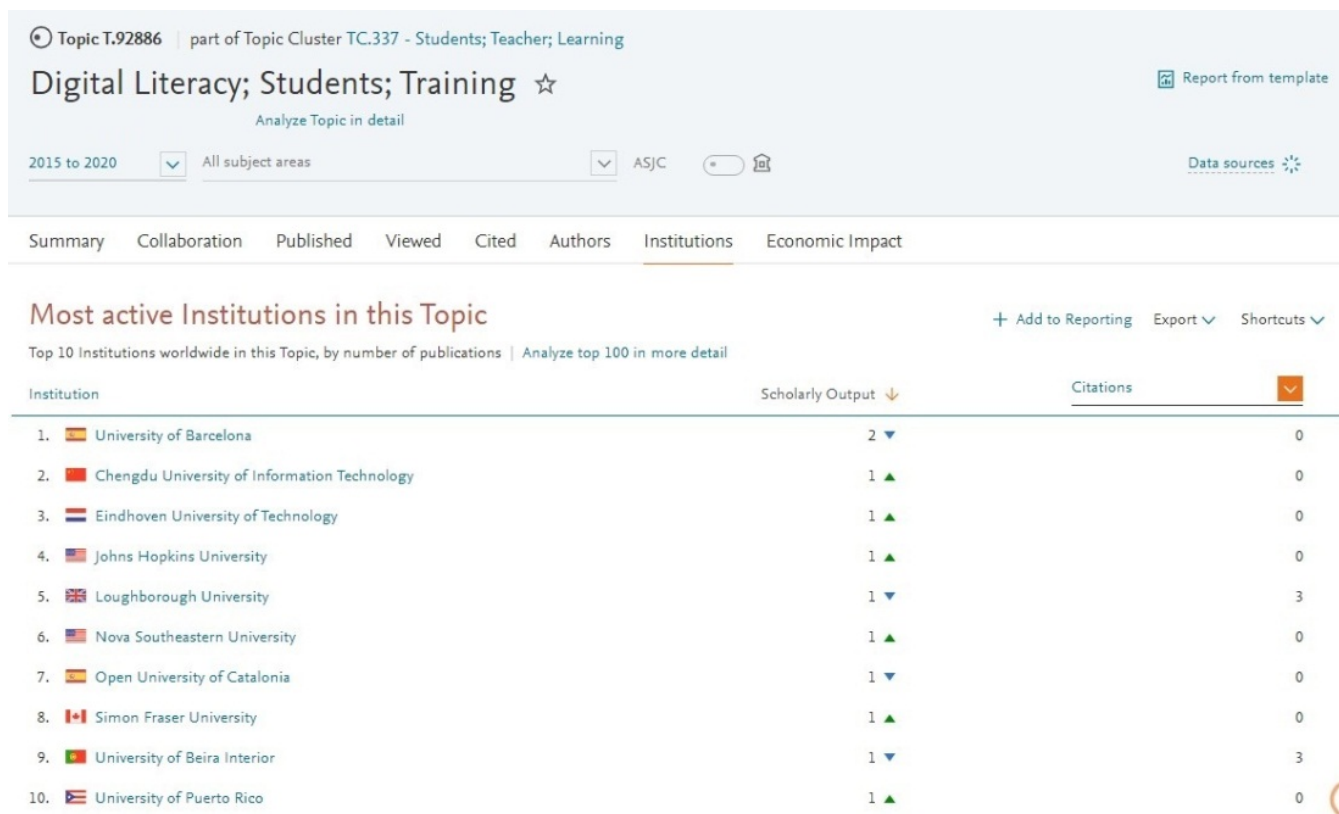 Topic T.92886 | part of Topic Cluster TC.337 - Students; Teacher; Learning
Digital Literacy; Students; Training
Report from template
Analyze Topic in detail
2015 to 2020 All subject areas ASJC Data sources
Summary Collaboration Published Viewed Cited Authors Institutions Economic Impact
Most active Institutions in this Topic
+ Add to Reporting Export Shortcuts
Top 10 Institutions worldwide in this Topic, by number of publications | Analyze top 100 in more detail
Institution Scholarly Output Citations
1. University of Barcelona 2 0
2. Chengdu University of Information Technology 1 0
3. Eindhoven University of Technology 1 0
4. Johns Hopkins University 1 0
5. Loughborough University 1 3
6. Nova Southeastern University 1 0
7. Open University of Catalonia 1 0
8. Simon Fraser University 1 0
9. University of Beira Interior 1 3
10. University of Puerto Rico 1 0